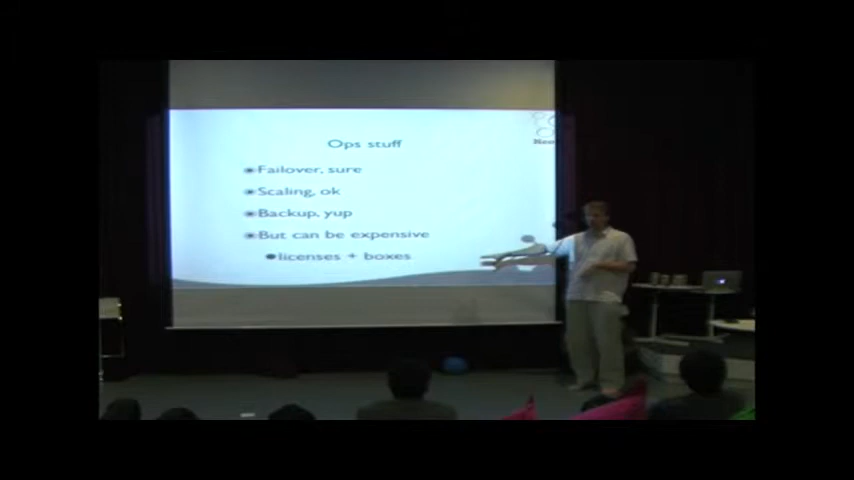 Ops stuff
Failover, sure
Scaling, ok
Backup, yup
But can be expensive
licenses + boxes